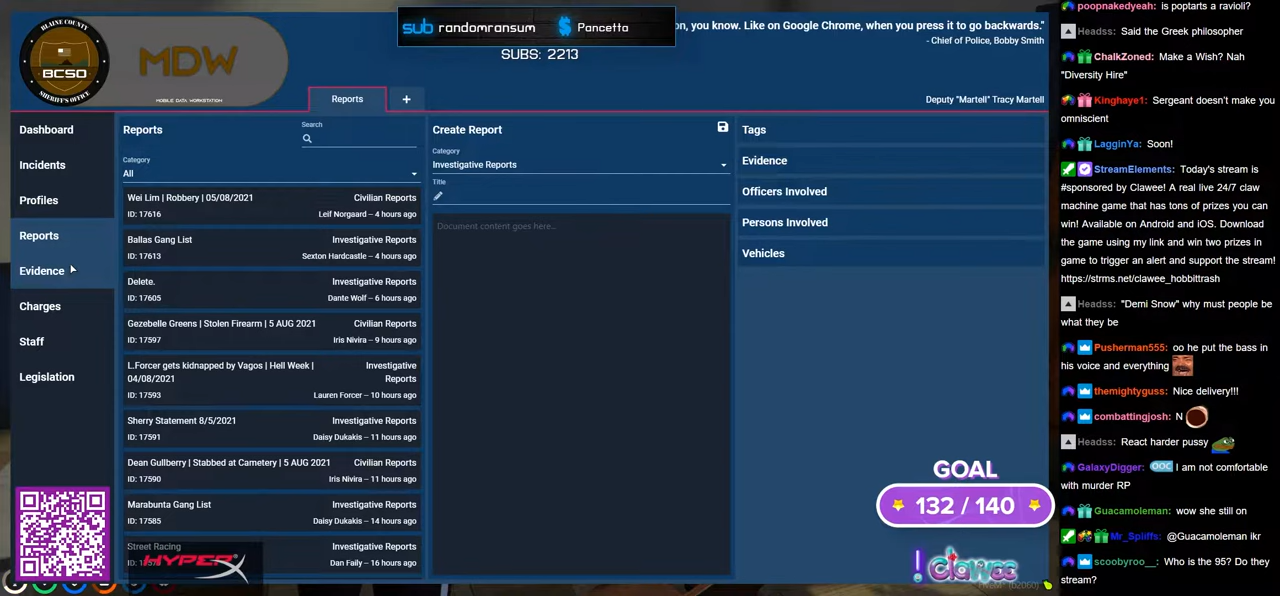 BLAINE COUNTY
BCSO
SHERIFF'S OFFICE
MDW
MOBILE DATA WORKSTATION
sub randomransum
Pancetta
SUBS: 2213
on, you know. Like on Google Chrome, when you press it to go backwards."
- Chief of Police, Bobby Smith
Reports
+
Deputy "Martell" Tracy Martell
Dashboard
Incidents
Profiles
Reports
Evidence
Charges
Staff
Legislation
Reports
Search
Category
All
Wei Lim | Robbery | 05/08/2021
Civilian Reports
ID: 17616
Leif Norgaard – 4 hours ago
Ballas Gang List
Investigative Reports
ID: 17613
Sexton Hardcastle – 4 hours ago
Delete.
Investigative Reports
ID: 17605
Dante Wolf – 6 hours ago
Gezebelle Greens | Stolen Firearm | 5 AUG 2021
Civilian Reports
ID: 17597
Iris Nivira – 9 hours ago
L.Forcer gets kidnapped by Vagos | Hell Week |
04/08/2021
Investigative
Reports
ID: 17593
Lauren Forcer – 10 hours ago
Sherry Statement 8/5/2021
Investigative Reports
ID: 17591
Daisy Dukakis – 11 hours ago
Dean Gullberry | Stabbed at Cametery | 5 AUG 2021
Civilian Reports
ID: 17590
Iris Nivira – 11 hours ago
Marabunta Gang List
Investigative Reports
ID: 17585
Daisy Dukakis – 14 hours ago
Street Racing
Investigative Reports
Dan Faily – 16 hours ago
HYPERX
Create Report
Category
Investigative Reports
Title
Document content goes here...
Tags
Evidence
Officers Involved
Persons Involved
Vehicles
GOAL
132 / 140
! Clawee
poopnakedyeah: is poptarts a ravioli?
Headss: Said the Greek philosopher
ChalkZoned: Make a Wish? Nah
"Diversity Hire"
Kinghaye1: Sergeant doesn't make you
omniscient
LagginYa: Soon!
StreamElements: Today's stream is
#sponsored by Clawee! A real live 24/7 claw
machine game that has tons of prizes you can
win! Available on Android and iOS. Download
the game using my link and win two prizes in
game to trigger an alert and support the stream!
https://strms.net/clawee_hobbittrash
Headss: "Demi Snow" why must people be
what they be
Pusherman555: oo he put the bass in
his voice and everything
themightyguss: Nice delivery!!!
combattingjosh: N
Headss: React harder pussy
GalaxyDigger: OOC I am not comfortable
with murder RP
Guacamoleman: wow she still on
Mr_Spiiffs: @Guacamoleman ikr
scoobyroo__: Who is the 95? Do they
stream?